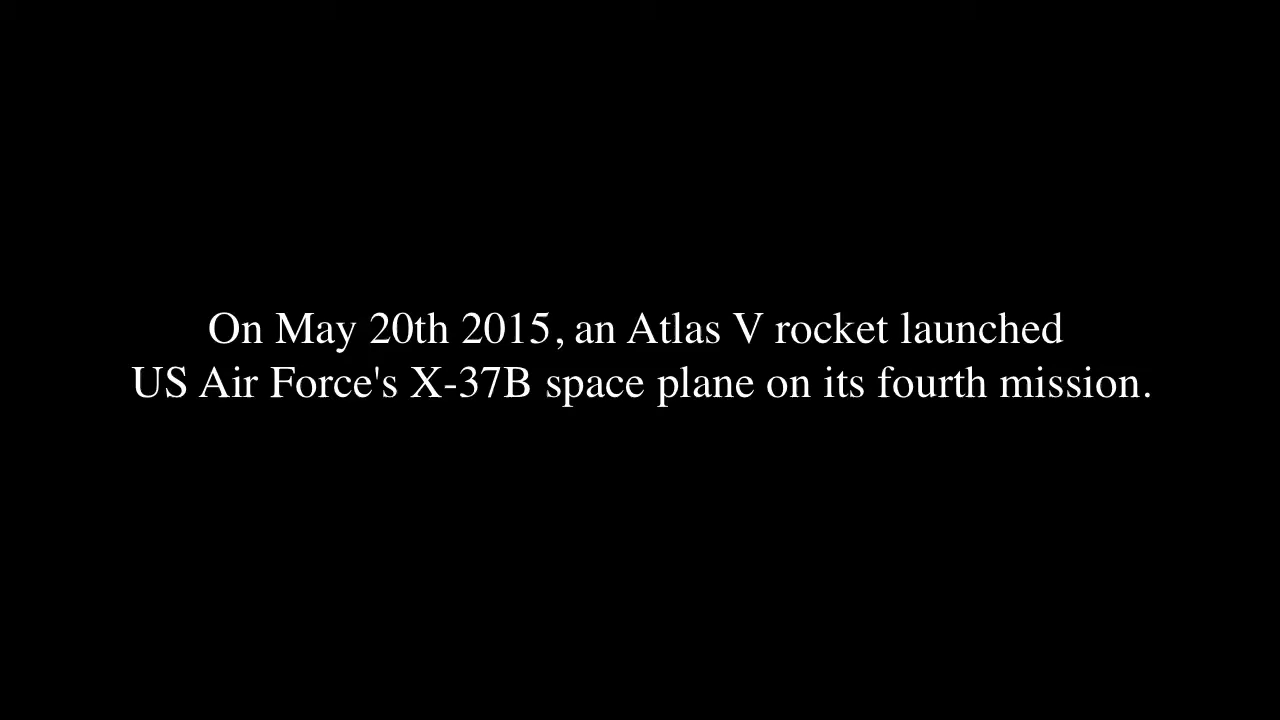 On May 20th 2015, an Atlas V rocket launched
US Air Force's X-37B space plane on its fourth mission.